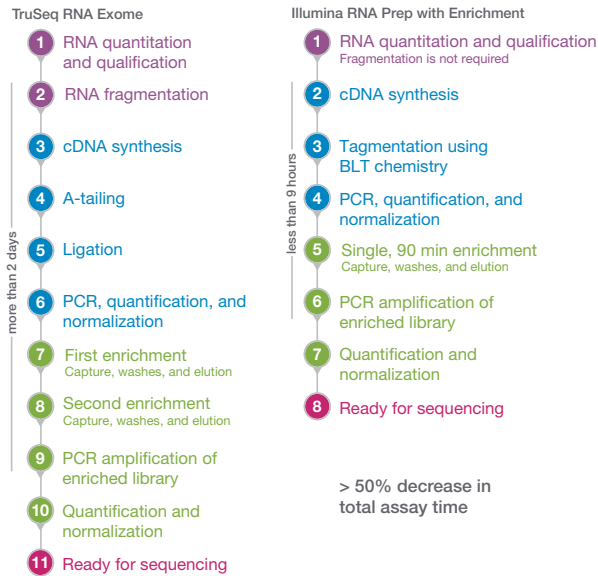 TruSeq RNA Exome
1
RNA quantitation
and qualification
2
RNA fragmentation
3
cDNA synthesis
4
A-tailing
5
Ligation
6
PCR, quantification, and
normalization
7
First enrichment
Capture, washes, and elution
8
Second enrichment
Capture, washes, and elution
9
PCR amplification of
enriched library
10
Quantification and
normalization
11
Ready for sequencing
more than 2 days
Illumina RNA Prep with Enrichment
1
RNA quantitation and qualification
Fragmentation is not required
2
cDNA synthesis
3
Tagmentation using
BLT chemistry
4
PCR, quantification, and
normalization
5
Single, 90 min enrichment
Capture, washes, and elution
6
PCR amplification of
enriched library
7
Quantification and
normalization
8
Ready for sequencing
less than 9 hours
> 50% decrease in
total assay time